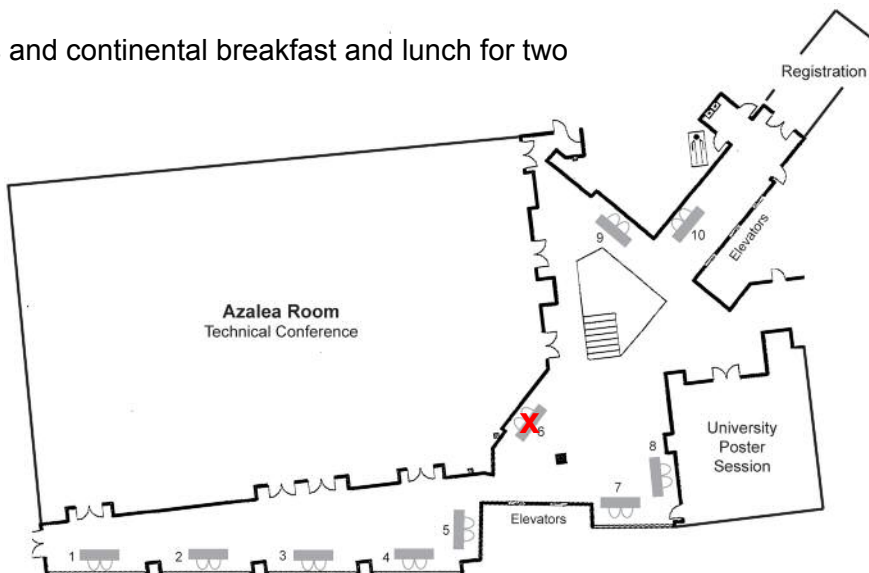 and continental breakfast and lunch for two
Registration
Elevators
9
10
Azalea Room
Technical Conference
X
6
University
Poster
Session
8
7
5
Elevators
1
2
3
4